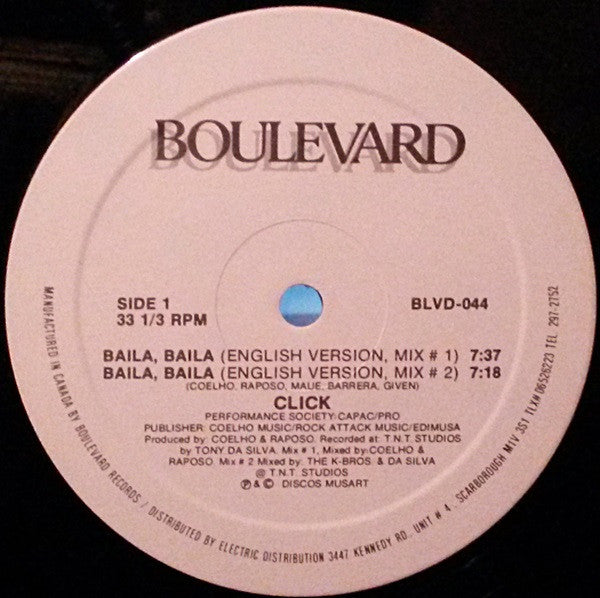 BOULEVARD
SIDE 1
33 1/3 RPM
BLVD-044
BAILA, BAILA (ENGLISH VERSION, MIX # 1) 7:37
BAILA, BAILA (ENGLISH VERSION, MIX # 2) 7:18
(COELHO, RAPOSO, MAUE, BARRERA, GIVEN)
CLICK
PERFORMANCE SOCIETY:CAPAC/PRO
PUBLISHER: COELHO MUSIC/ROCK ATTACK MUSIC/EDIMUSA
Produced by: COELHO & RAPOSO. Recorded at: T.N.T. STUDIOS
by TONY DA SILVA. Mix # 1, Mixed by:COELHO &
RAPOSO. Mix # 2 Mixed by: THE K-BROS. & DA SILVA
@ T.N.T. STUDIOS
℗ & © DISCOS MUSART
MANUFACTURED IN CANADA BY BOULEVARD RECORDS / DISTRIBUTED BY ELECTRIC DISTRIBUTION 3447 KENNEDY RD., UNIT # 4, SCARBOROUGH M1V 3S1 TLX# 06526223 TEL. 297-2752